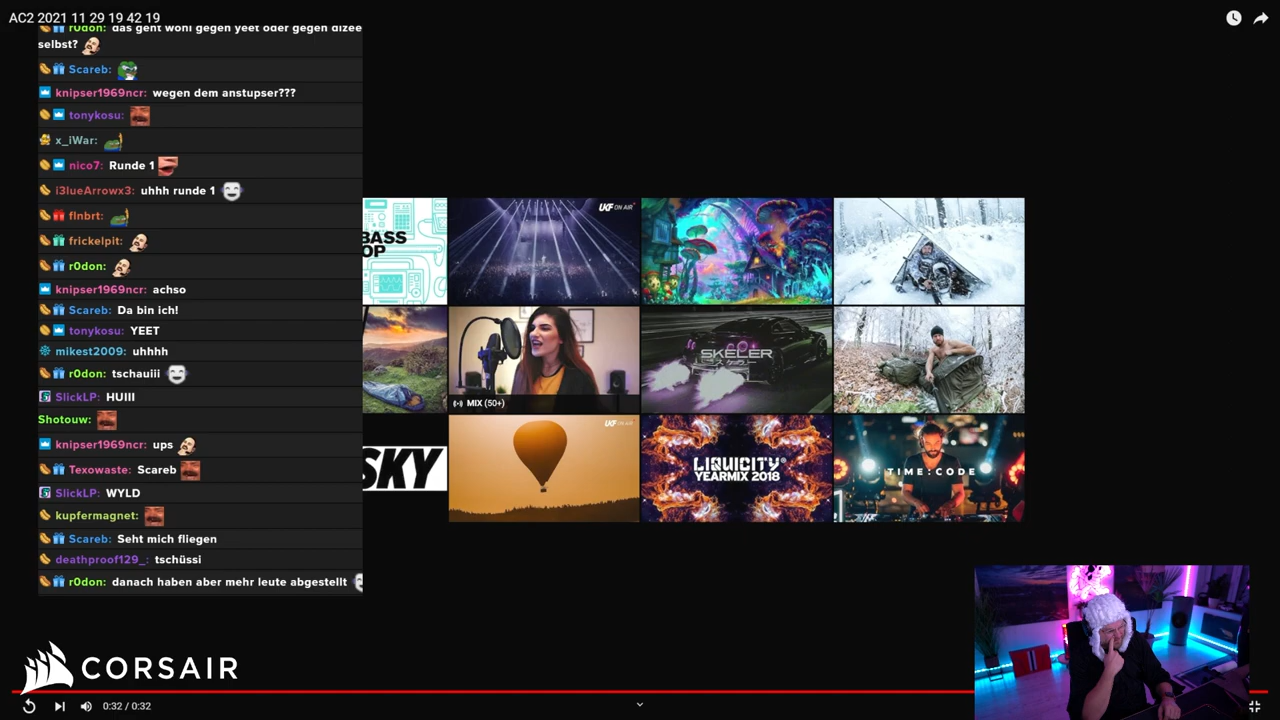 AC2 2021 11 29 19 42 19
r0don: das geht wohl gegen yeet oder gegen dizee
selbst?
Scareb:
knipser1969ncr: wegen dem anstupser???
tonykosu:
x_iWar:
nico7: Runde 1
i3lueArrowx3: uhhh runde 1
flnbrt:
frickelpit:
r0don:
knipser1969ncr: achso
Scareb: Da bin ich!
tonykosu: YEET
mikest2009: uhhhh
r0don: tschauiii
SlickLP: HUIII
Shotouw:
knipser1969ncr: ups
Texowaste: Scareb
SlickLP: WYLD
kupfermagnet:
Scareb: Seht mich fliegen
deathproof129_: tschüssi
r0don: danach haben aber mehr leute abgestellt
BASS
OP
UKF ON AIR
MIX (50+)
SKELER
SKY
UKF ON AIR
LIQUICITY
YEARMIX 2018
TIME:CODE
CORSAIR
0:32 / 0:32